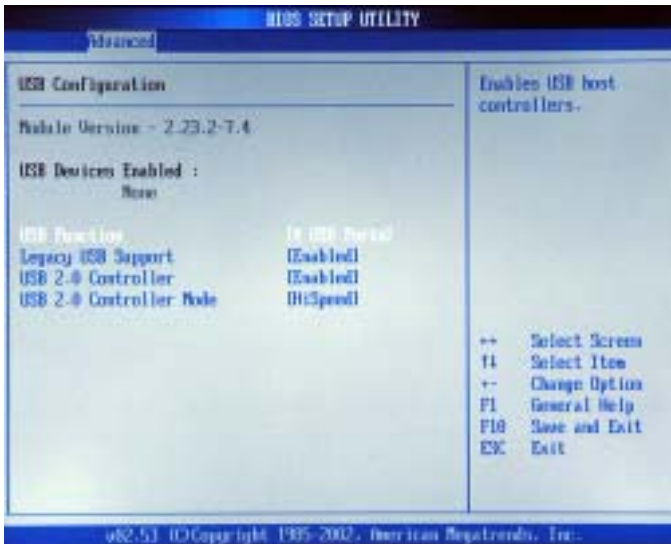 BIOS SETUP UTILITY
Advanced
USB Configuration
Module Version - 2.23.2-7.4
USB Devices Enabled :
None
USB Function [8 USB Ports]
Legacy USB Support [Enabled]
USB 2.0 Controller [Enabled]
USB 2.0 Controller Mode [HiSpeed]
Enables USB host
controllers.
↔ Select Screen
↑↓ Select Item
+- Change Option
F1 General Help
F10 Save and Exit
ESC Exit
v02.53 (C)Copyright 1985-2002, American Megatrends, Inc.